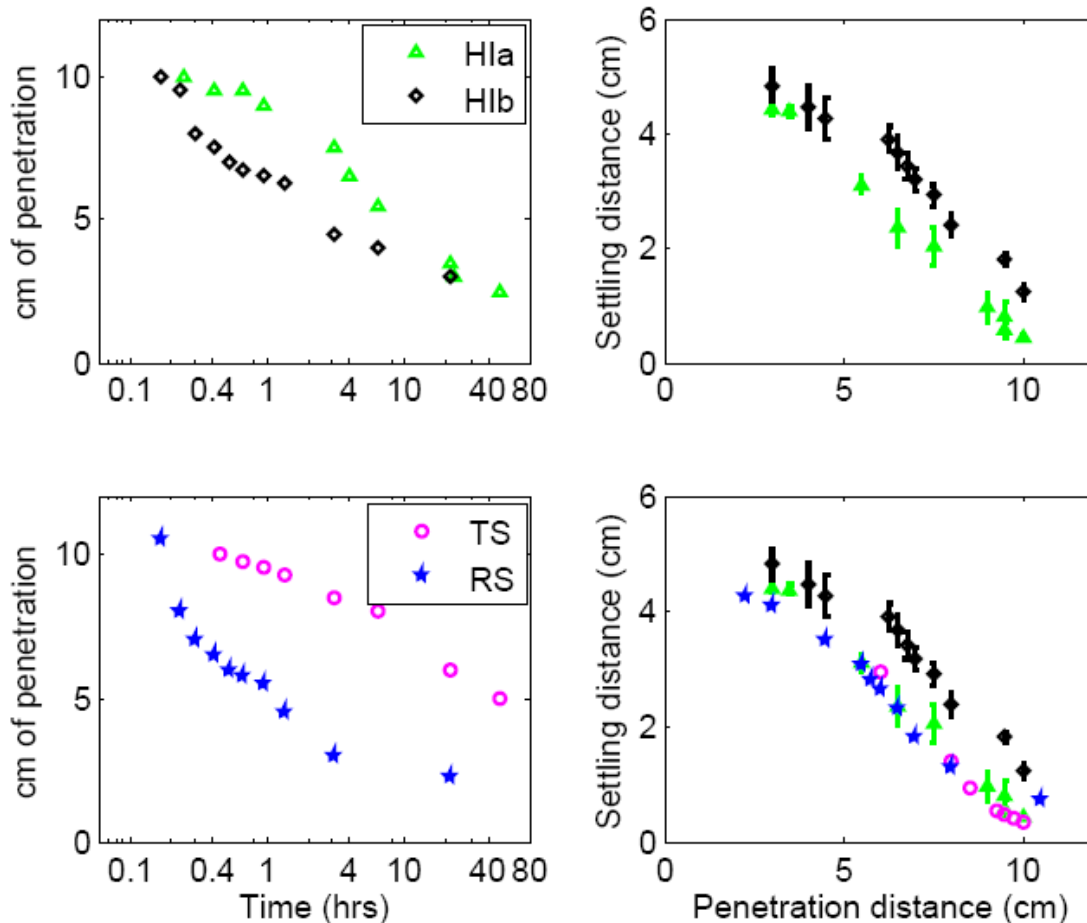 HIa
HIb
cm of penetration
10
5
0
0.1 0.4 1 4 10 40 80
Settling distance (cm)
6
4
2
0
0 5 10
TS
RS
cm of penetration
10
5
0
0.1 0.4 1 4 10 40 80
Time (hrs)
Settling distance (cm)
6
4
2
0
0 5 10
Penetration distance (cm)